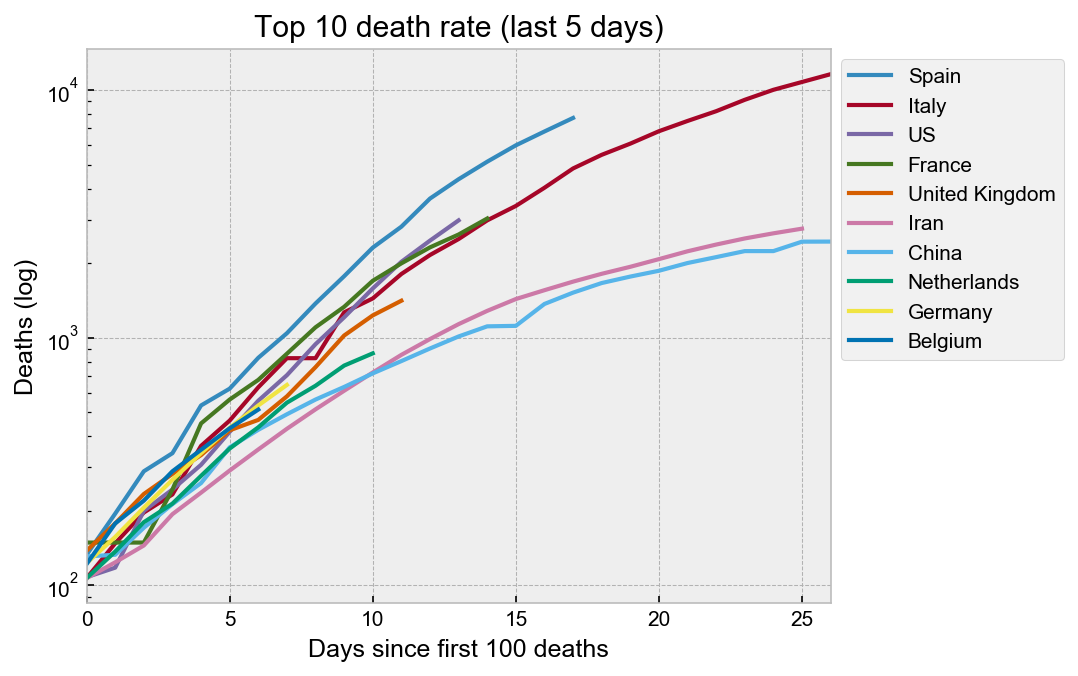 Top 10 death rate (last 5 days)
10^4
10^3
10^2
Deaths (log)
0 5 10 15 20 25
Days since first 100 deaths
Spain
Italy
US
France
United Kingdom
Iran
China
Netherlands
Germany
Belgium